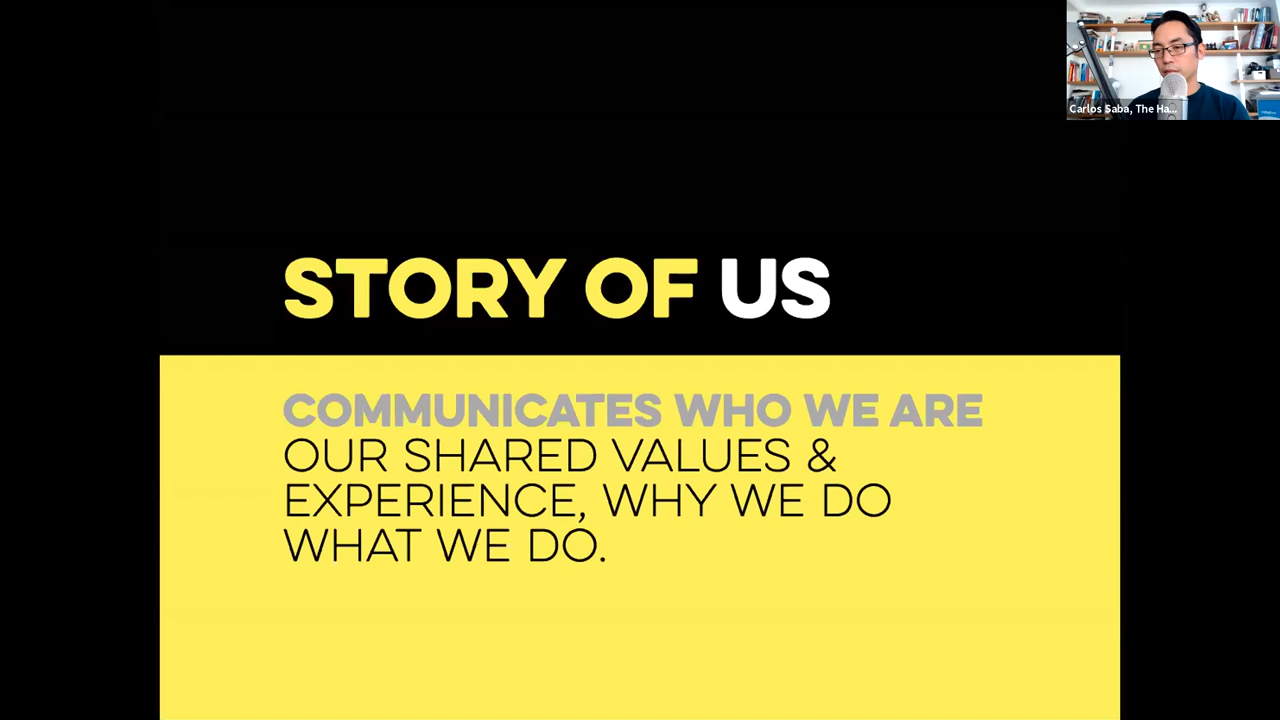 Carlos Saba, The Ha...
STORY OF US
COMMUNICATES WHO WE ARE
OUR SHARED VALUES &
EXPERIENCE, WHY WE DO
WHAT WE DO.